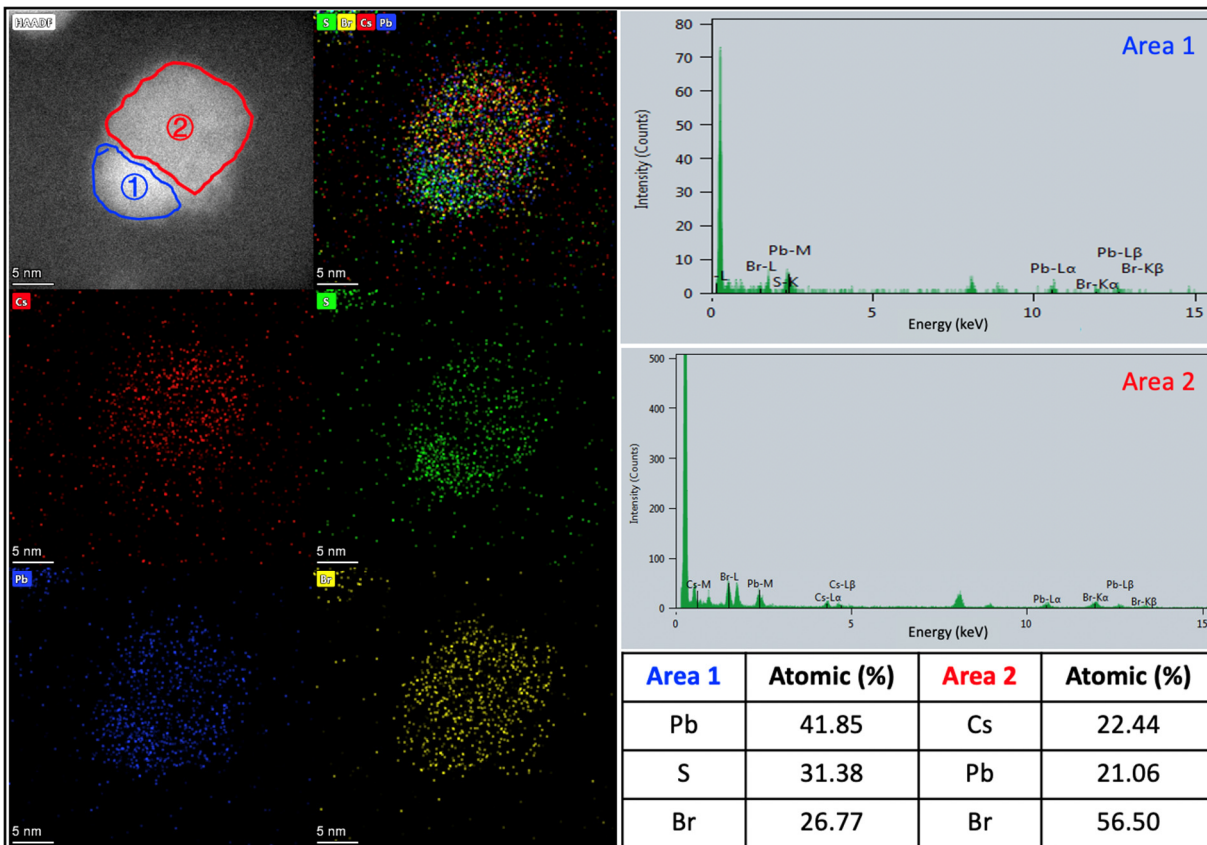 HAADF
②
①
5 nm
S Br Cs Pb
5 nm
Cs
5 nm
S
5 nm
Pb
5 nm
Br
5 nm
Area 1
Intensity (Counts)
80
70
60
50
40
30
20
10
0
-L
Br-L
Pb-M
S-K
Pb-Lα
Pb-Lβ
Br-Kα
Br-Kβ
0 5 10 15
Energy (keV)
Area 2
Intensity (Counts)
500
400
300
200
100
0
Cs-M
Br-L
Pb-M
Cs-Lβ
Cs-Lα
Pb-Lα
Pb-Lβ
Br-Kα
Br-Kβ
0 5 10 15
Energy (keV)
Area 1 Atomic (%) Area 2 Atomic (%)
Pb 41.85 Cs 22.44
S 31.38 Pb 21.06
Br 26.77 Br 56.50